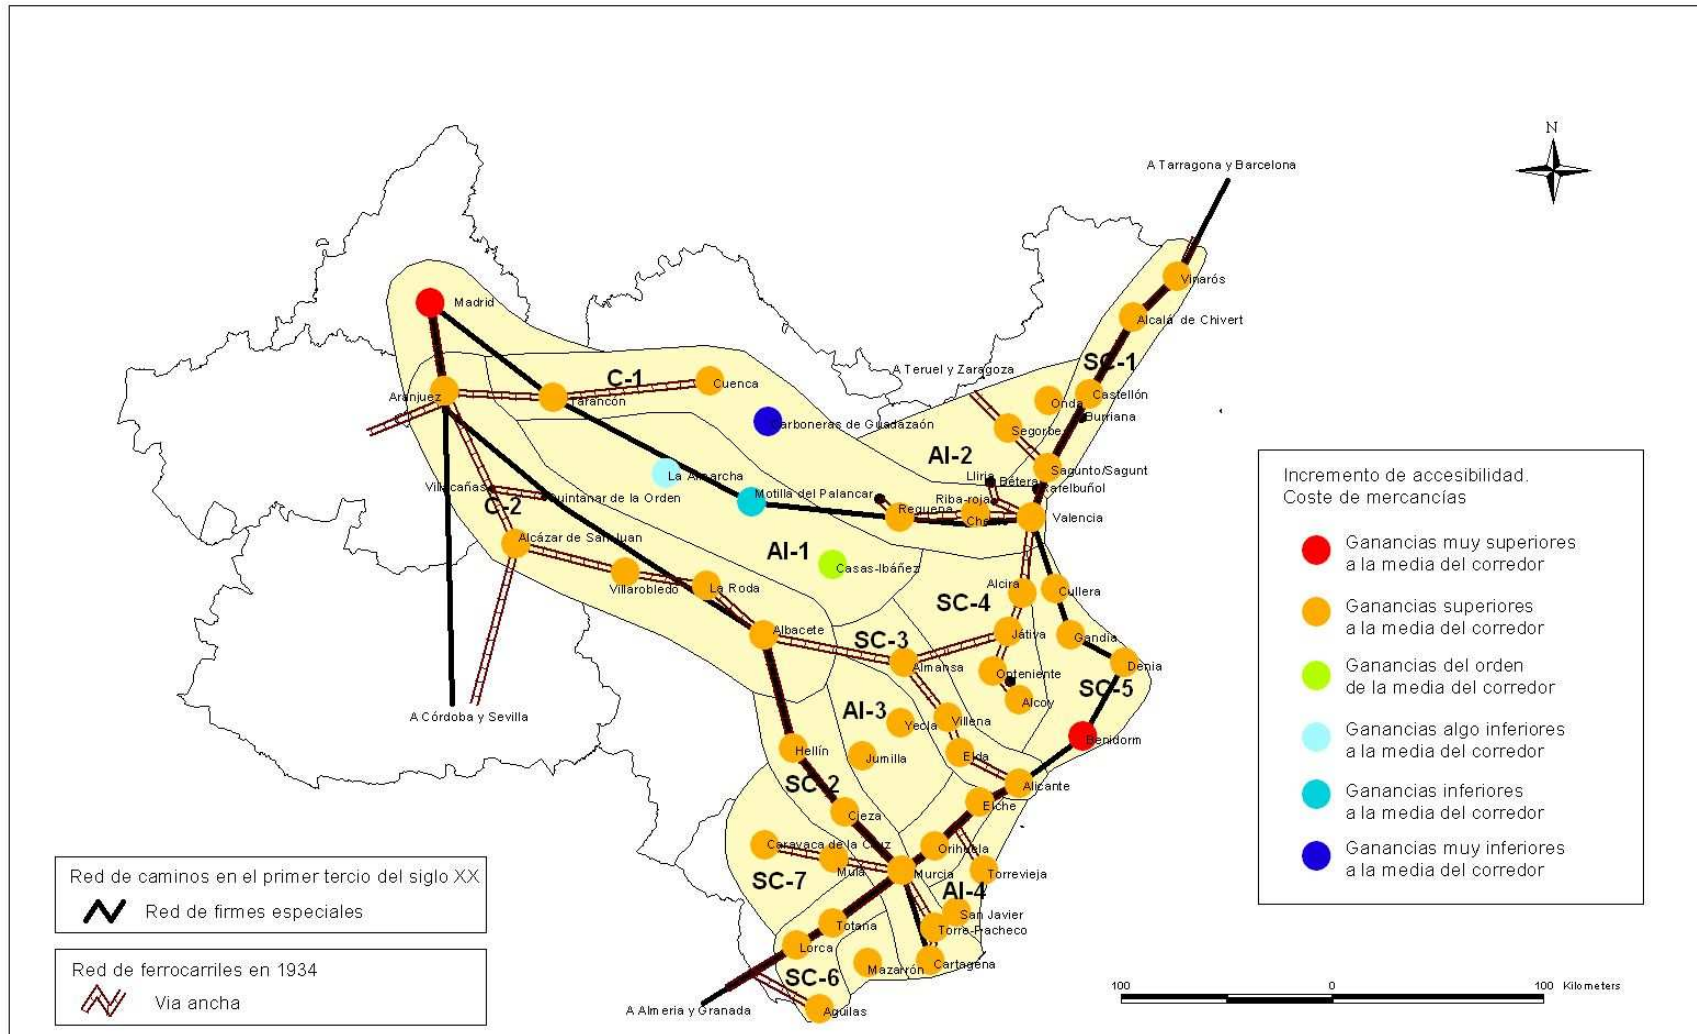 N
A Tarragona y Barcelona
Vinarós
Madrid
Alcalá de Chivert
SC-1
A Teruel y Zaragoza
C-1
Cuenca
Aranjuez
Tarancón
Castellón
Onda
Burriana
Carboneras de Guadazaón
Segorbe
AI-2
Sagunto/Sagunt
La Almarcha
Lliria
Bétera
Rafelbuñol
Villacañas
Quintanar de la Orden
Motilla del Palancar
Riba-roja
C-2
Requena
Cheste
Valencia
Alcázar de San Juan
AI-1
Casas-Ibáñez
Villarobledo
La Roda
Alcira
Cullera
SC-4
Albacete
SC-3
Játiva
Gandia
Almansa
Denia
Onteniente
SC-5
A Córdoba y Sevilla
Alcoy
AI-3
Yecla
Villena
Benidorm
Hellín
Jumilla
Elda
SC-2
Alicante
Elche
Cieza
Caravaca de la Cruz
Orihuela
Mula
Murcia
Torrevieja
SC-7
AI-4
San Javier
Totana
Torre-Pacheco
Lorca
Mazarrón
Cartagena
SC-6
A Almeria y Granada
Aguilas
Incremento de accesibilidad.
Coste de mercancías
Ganancias muy superiores
a la media del corredor
Ganancias superiores
a la media del corredor
Ganancias del orden
de la media del corredor
Ganancias algo inferiores
a la media del corredor
Ganancias inferiores
a la media del corredor
Ganancias muy inferiores
a la media del corredor
Red de caminos en el primer tercio del siglo XX
Red de firmes especiales
Red de ferrocarriles en 1934
Via ancha
100 0 100 Kilometers